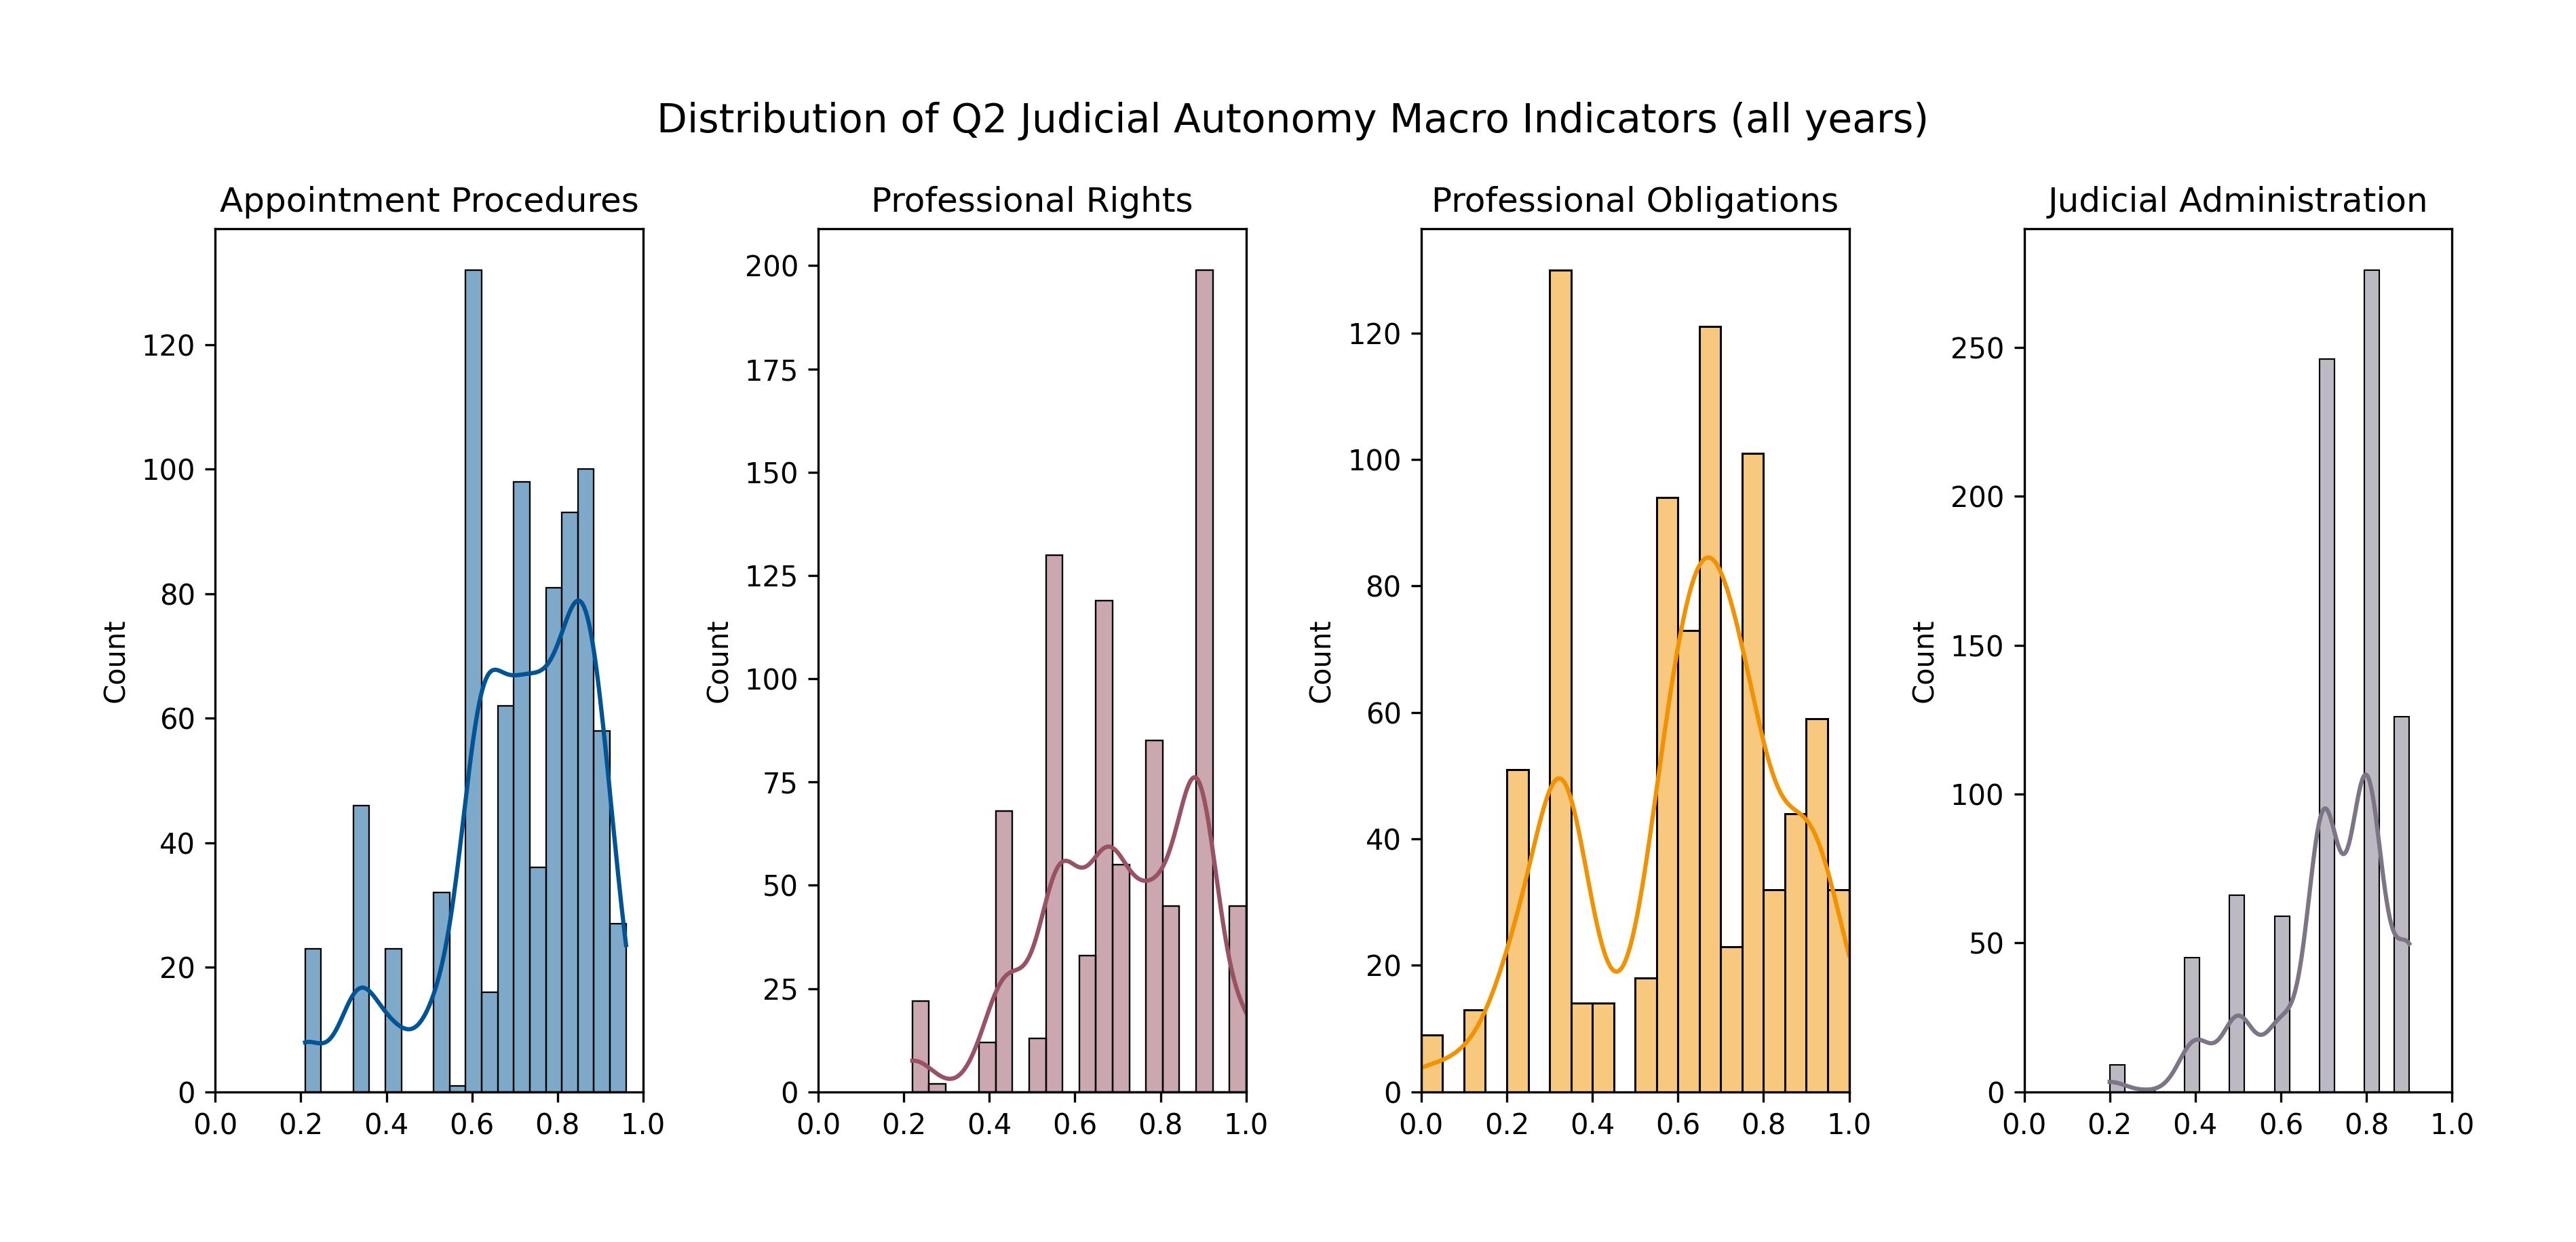 Distribution of Q2 Judicial Autonomy Macro Indicators (all years)
Appointment Procedures
Count
120
100
80
60
40
20
0
0.0 0.2 0.4 0.6 0.8 1.0
Professional Rights
Count
200
175
150
125
100
75
50
25
0
0.0 0.2 0.4 0.6 0.8 1.0
Professional Obligations
Count
120
100
80
60
40
20
0
0.0 0.2 0.4 0.6 0.8 1.0
Judicial Administration
Count
250
200
150
100
50
0
0.0 0.2 0.4 0.6 0.8 1.0